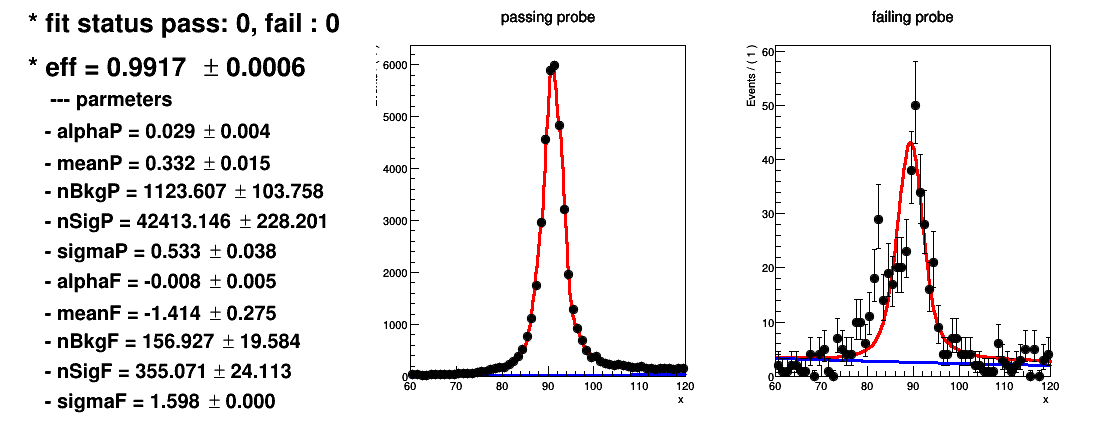 * fit status pass: 0, fail : 0
* eff = 0.9917 ± 0.0006
--- parmeters
- alphaP = 0.029 ± 0.004
- meanP = 0.332 ± 0.015
- nBkgP = 1123.607 ± 103.758
- nSigP = 42413.146 ± 228.201
- sigmaP = 0.533 ± 0.038
- alphaF = -0.008 ± 0.005
- meanF = -1.414 ± 0.275
- nBkgF = 156.927 ± 19.584
- nSigF = 355.071 ± 24.113
- sigmaF = 1.598 ± 0.000
passing probe
6000
5000
4000
3000
2000
1000
0
60 70 80 90 100 110 120
x
failing probe
Events / ( 1 )
60
50
40
30
20
10
0
60 70 80 90 100 110 120
x